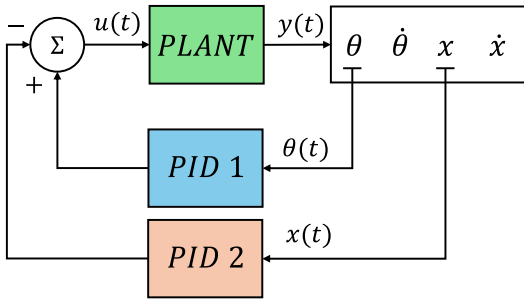 − Σ u(t) PLANT y(t) θ θ̇ x ẋ
+
PID 1 θ(t)
PID 2 x(t)